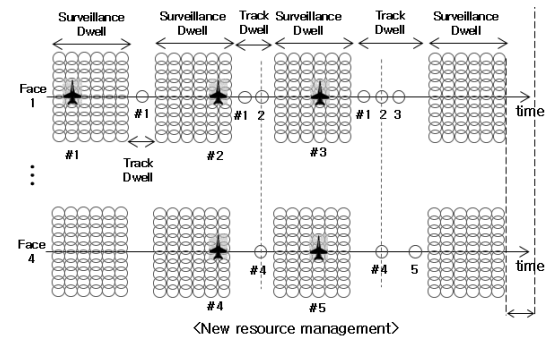 Surveillance Dwell
Surveillance Dwell
Track Dwell
Surveillance Dwell
Track Dwell
Surveillance Dwell
Face 1
#1
#1 2
#1 2 3
time
#1
Track Dwell
#2
#3
Face 4
#4
#4 5
time
#4
#5
<New resource management>